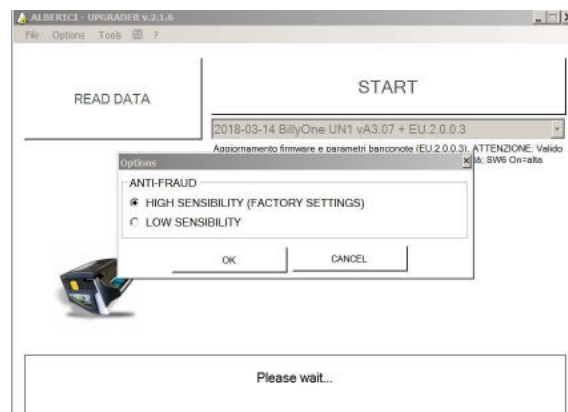 ALBERICI - UPGRADER v.2.1.6
File Options Tools ?
READ DATA
START
2018-03-14 BillyOne UN1 vA3.07 + EU.2.0.0.3
Aggiornamento firmware e parametri banconote (EU.2.0.0.3). ATTENZIONE: Valido
SW6 On=alta
Options
ANTI-FRAUD
HIGH SENSIBILITY (FACTORY SETTINGS)
LOW SENSIBILITY
OK
CANCEL
Please wait...